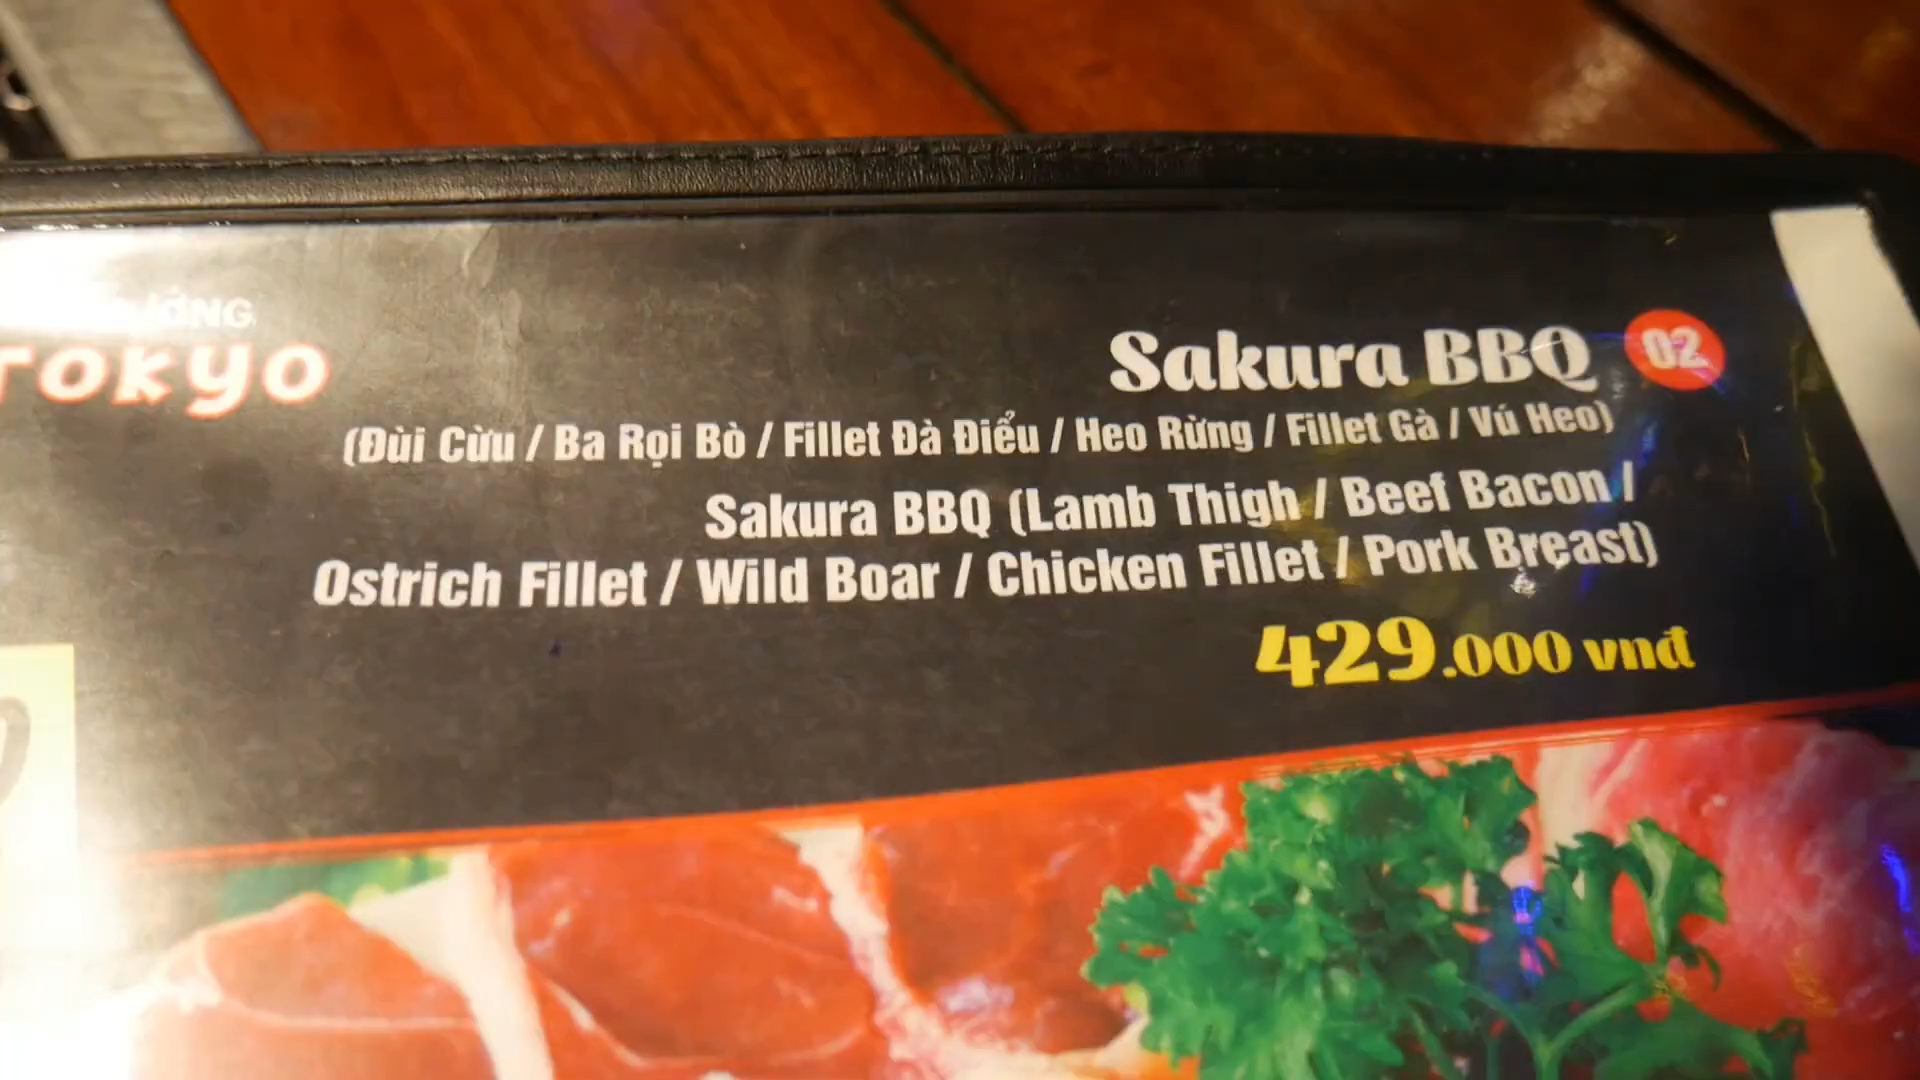 TOKYO
Sakura BBQ 02
(Đùi Cừu / Ba Rọi Bò / Fillet Đà Điểu / Heo Rừng / Fillet Gà / Vú Heo)
Sakura BBQ (Lamb Thigh / Beef Bacon /
Ostrich Fillet / Wild Boar / Chicken Fillet / Pork Breast)
429.000 vnđ